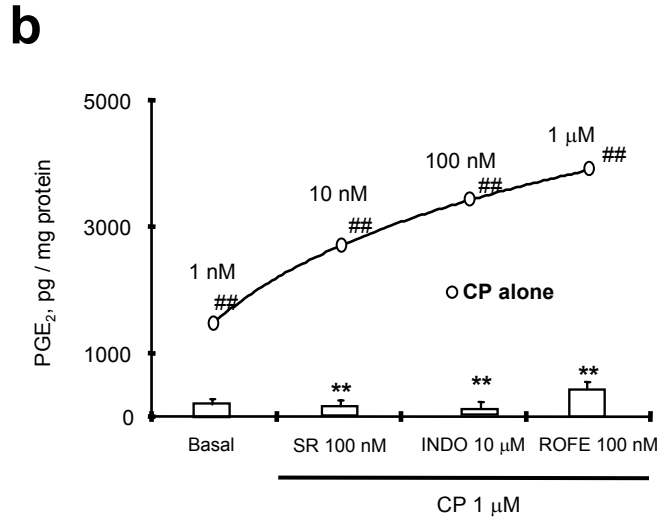 b
5000
3000
1000
0
PGE₂, pg / mg protein
1 nM
##
10 nM
##
100 nM
##
1 μM
##
CP alone
**
**
**
Basal
SR 100 nM
INDO 10 μM
ROFE 100 nM
CP 1 μM